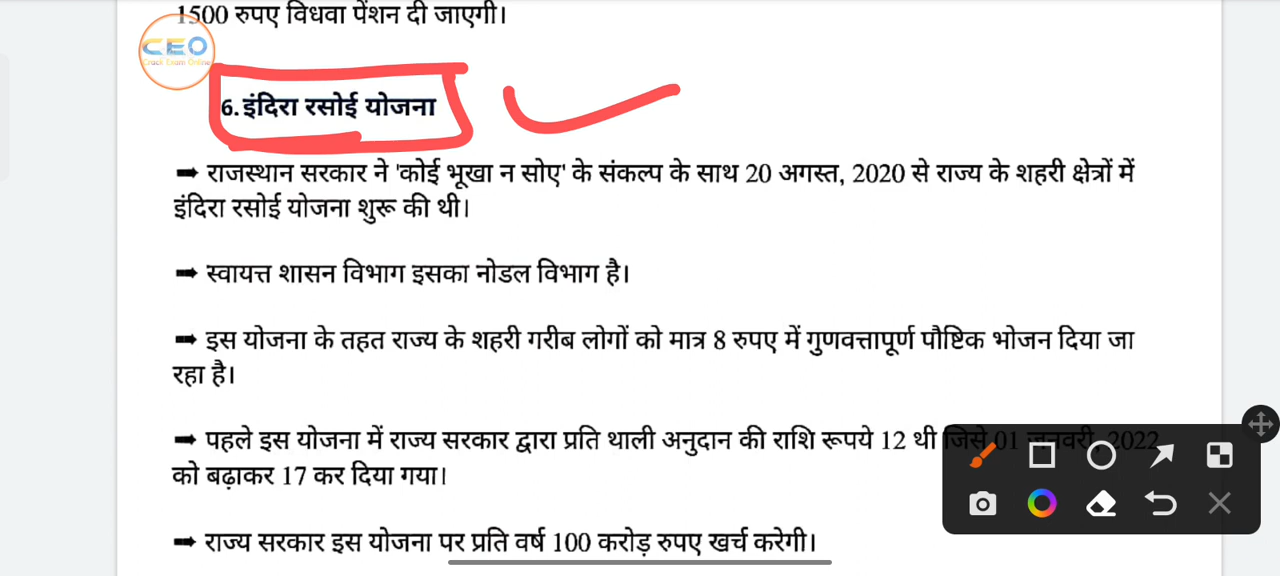 1500 रुपए विधवा पेंशन दी जाएगी।
CEO
Crack Exam Online
6. इंदिरा रसोई योजना
➡ राजस्थान सरकार ने 'कोई भूखा न सोए' के संकल्प के साथ 20 अगस्त, 2020 से राज्य के शहरी क्षेत्रों में
इंदिरा रसोई योजना शुरू की थी।
➡ स्वायत्त शासन विभाग इसका नोडल विभाग है।
➡ इस योजना के तहत राज्य के शहरी गरीब लोगों को मात्र 8 रुपए में गुणवत्तापूर्ण पौष्टिक भोजन दिया जा
रहा है।
➡ पहले इस योजना में राज्य सरकार द्वारा प्रति थाली अनुदान की राशि रूपये 12 थी जिसे 01 जनवरी, 2022
को बढ़ाकर 17 कर दिया गया।
➡ राज्य सरकार इस योजना पर प्रति वर्ष 100 करोड़ रुपए खर्च करेगी।